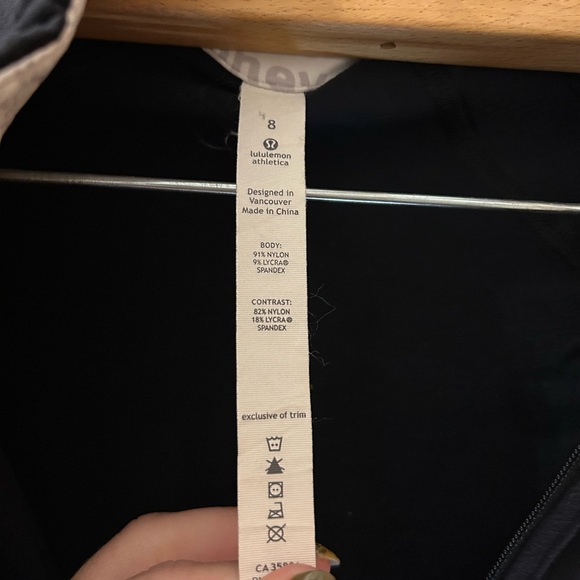 8
lululemon
athletica
Designed in
Vancouver
Made in China
BODY:
91% NYLON
9% LYCRA®
SPANDEX
CONTRAST:
82% NYLON
18% LYCRA®
SPANDEX
exclusive of trim